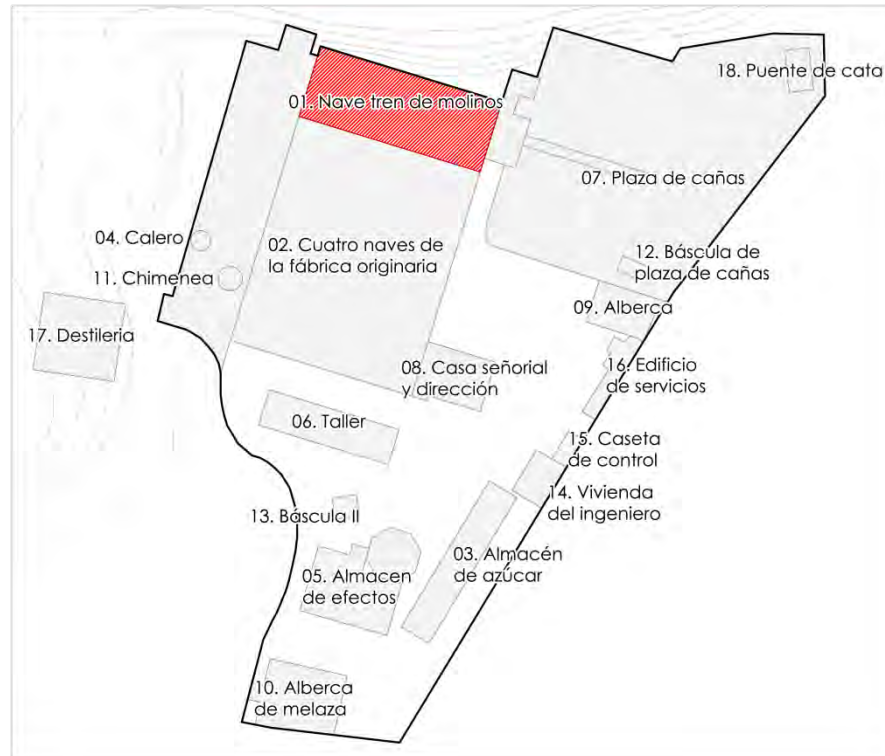 18. Puente de cata
01. Nave tren de molinos
07. Plaza de cañas
04. Calero
02. Cuatro naves de
la fábrica originaria
12. Báscula de
plaza de cañas
11. Chimenea
09. Alberca
17. Destileria
08. Casa señorial
y dirección
16. Edificio
de servicios
06. Taller
15. Caseta
de control
14. Vivienda
del ingeniero
13. Báscula II
03. Almacén
de azúcar
05. Almacen
de efectos
10. Alberca
de melaza